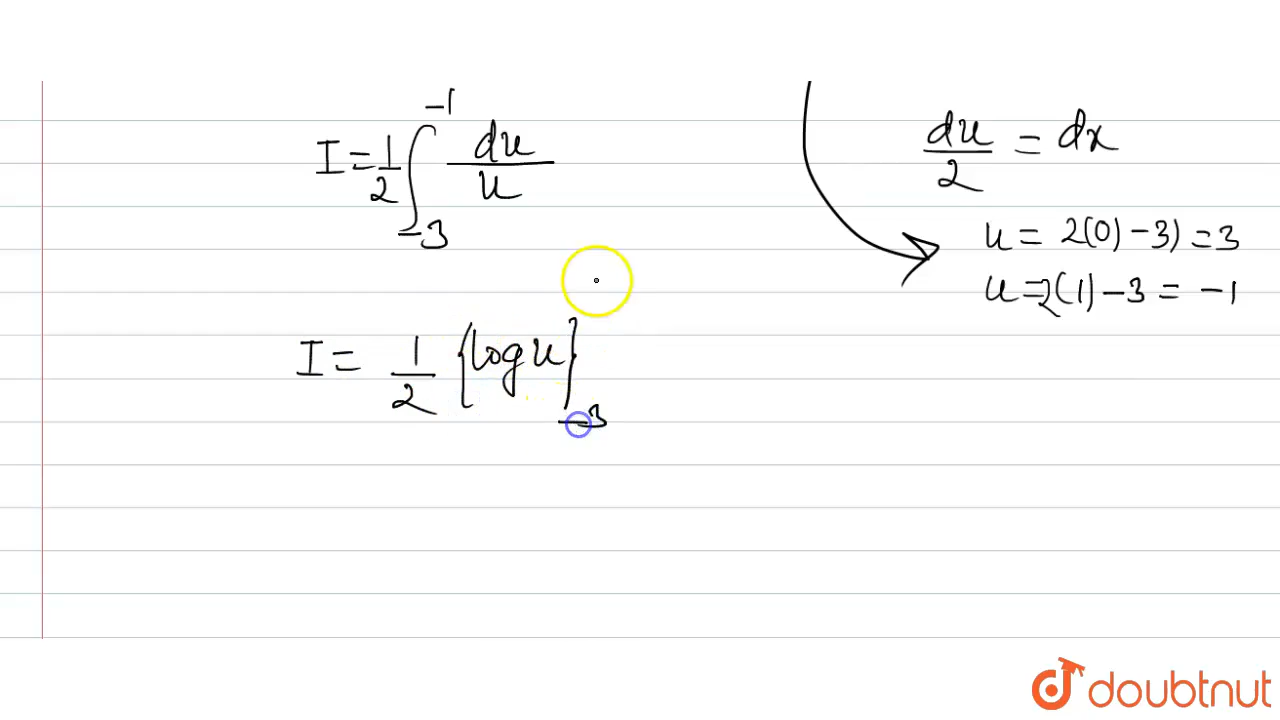 I = 1/2 ∫_{-3}^{-1} du/u
du/2 = dx
u = 2(0) - 3) = 3
u = 2(1) - 3 = -1
I = 1/2 {log u}_{-3}
doubtnut